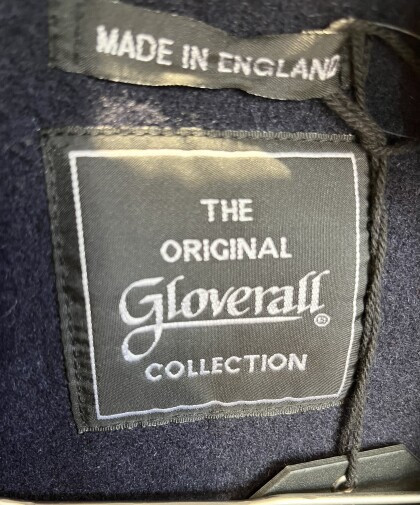 MADE IN ENGLAND
THE
ORIGINAL
Gloverall®
COLLECTION